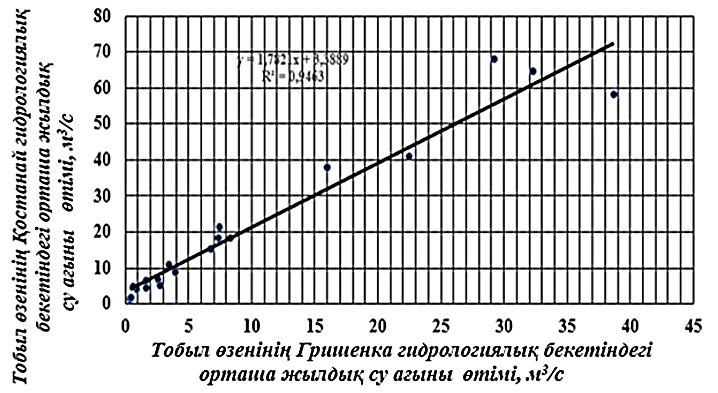 Тобыл өзенінің Қостанай гидрологиялық
бекетіндегі орташа жылдық
су ағыны өтімі, м³/с
80
70
60
50
40
30
20
10
0
y = 1,7821x + 3,5889
R² = 0,9463
0 5 10 15 20 25 30 35 40 45
Тобыл өзенінің Гришенка гидрологиялық бекетіндегі
орташа жылдық су ағыны өтімі, м³/с